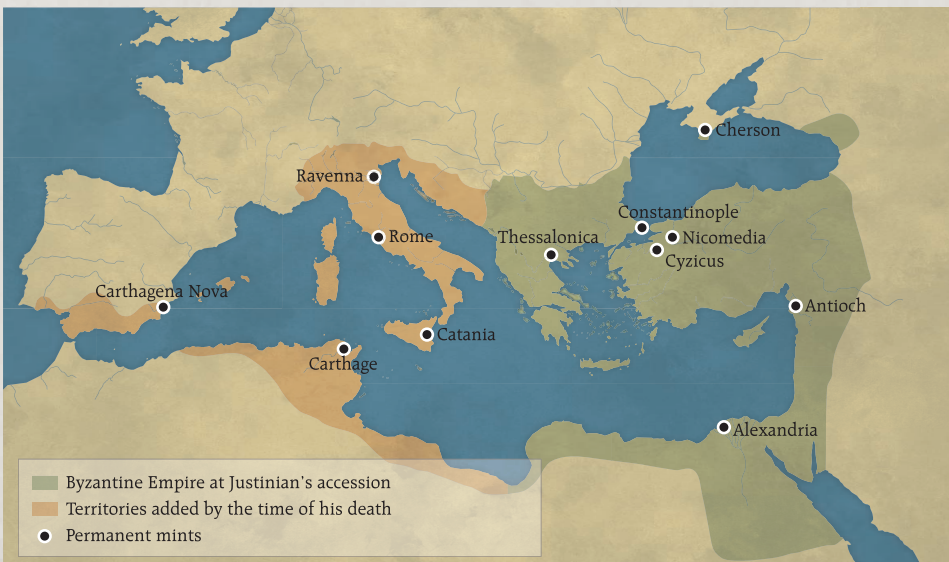 Cherson
Ravenna
Constantinople
Rome
Thessalonica
Nicomedia
Cyzicus
Carthagena Nova
Antioch
Catania
Carthage
Alexandria
Byzantine Empire at Justinian's accession
Territories added by the time of his death
Permanent mints